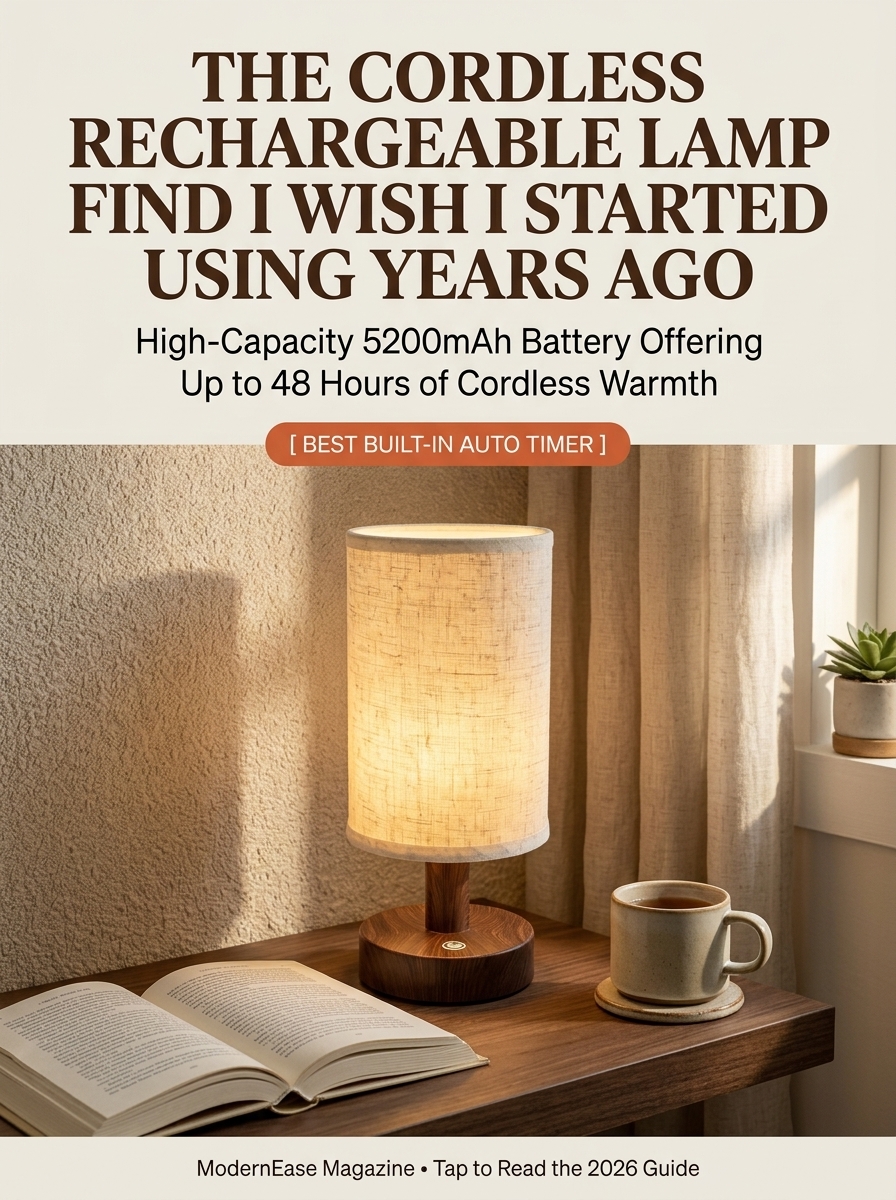 THE CORDLESS
RECHARGEABLE LAMP
FIND I WISH I STARTED
USING YEARS AGO
High-Capacity 5200mAh Battery Offering
Up to 48 Hours of Cordless Warmth
[ BEST BUILT-IN AUTO TIMER ]
ModernEase Magazine • Tap to Read the 2026 Guide